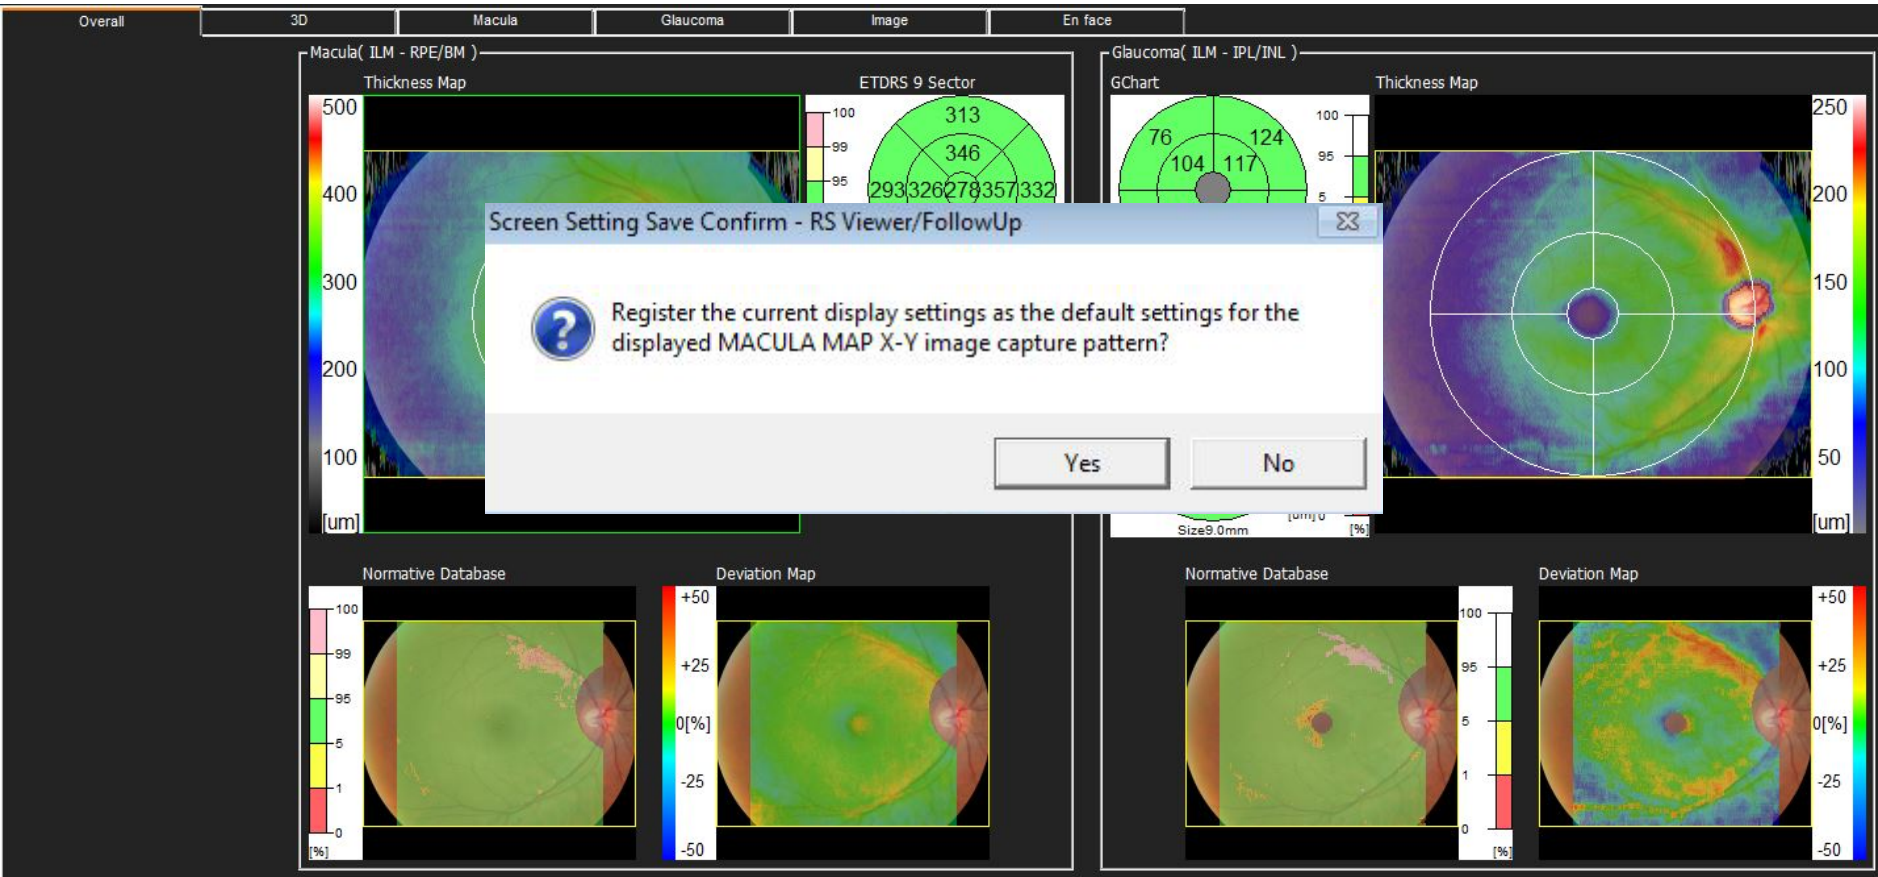 Overall
3D
Macula
Glaucoma
Image
En face
Macula( ILM - RPE/BM )
Thickness Map
ETDRS 9 Sector
500
400
300
200
100
[um]
100
99
95
313
346
293 326 278 357 332
Glaucoma( ILM - IPL/INL )
GChart
Thickness Map
76
124
104
117
100
95
5
250
200
150
100
50
[um]
Size9.0mm
[um] 0
[%]
Screen Setting Save Confirm - RS Viewer/FollowUp
Register the current display settings as the default settings for the
displayed MACULA MAP X-Y image capture pattern?
Yes
No
Normative Database
100
99
95
5
1
0
[%]
Deviation Map
+50
+25
0[%]
-25
-50
Normative Database
100
95
5
1
0
[%]
Deviation Map
+50
+25
0[%]
-25
-50